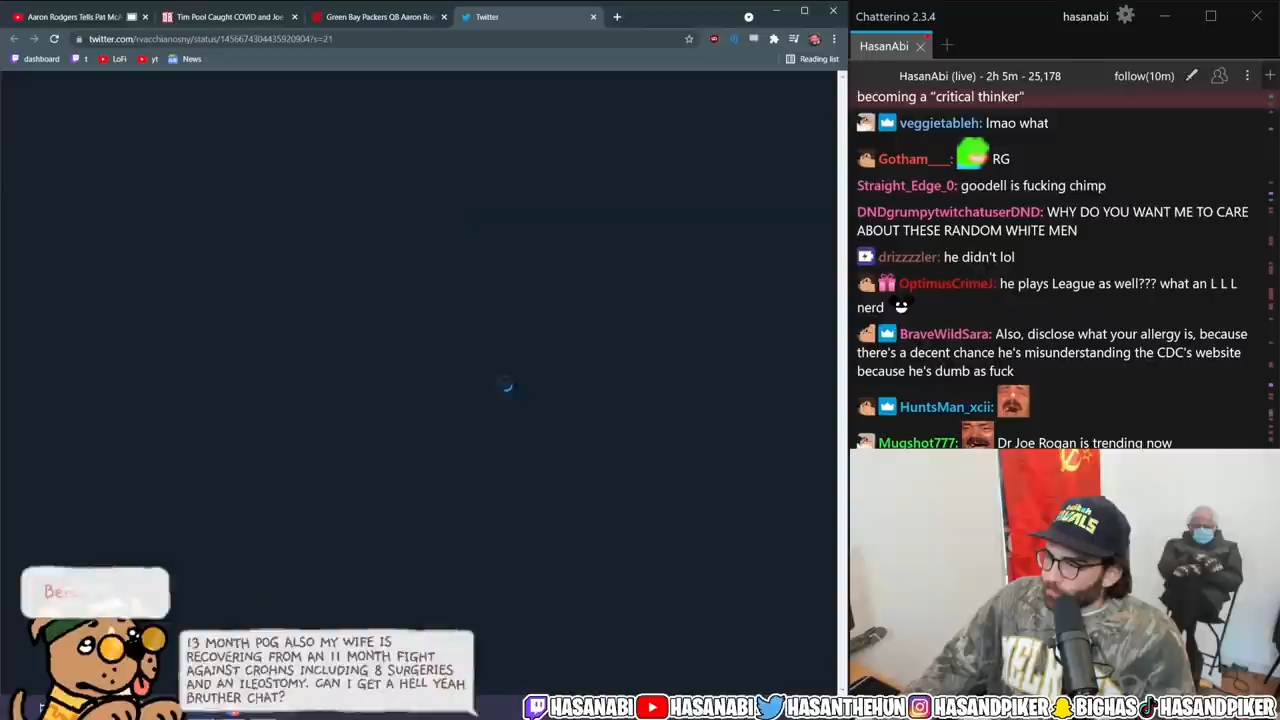 Aaron Rodgers Tells Pat McA
Tim Pool Caught COVID and Joe
Green Bay Packers QB Aaron Ro
Twitter
twitter.com/rvacchianosny/status/1456674304435920904?s=21
dashboard
t
LoFi
yt
News
Reading list
Chatterino 2.3.4
hasanabi
HasanAbi
HasanAbi (live) - 2h 5m - 25,178
follow(10m)
becoming a "critical thinker"
veggietableh: lmao what
Gotham___: RG
Straight_Edge_0: goodell is fucking chimp
DNDgrumpytwitchatuserDND: WHY DO YOU WANT ME TO CARE
ABOUT THESE RANDOM WHITE MEN
drizzzzler: he didn't lol
OptimusCrimeJ: he plays League as well??? what an L L L
nerd
BraveWildSara: Also, disclose what your allergy is, because
there's a decent chance he's misunderstanding the CDC's website
because he's dumb as fuck
HuntsMan_xcii:
Mugshot777: Dr Joe Rogan is trending now
13 MONTH POG ALSO MY WIFE IS
RECOVERING FROM AN 11 MONTH FIGHT
AGAINST CROHNS INCLUDING 8 SURGERIES
AND AN ILEOSTOMY. CAN I GET A HELL YEAH
BRUTHER CHAT?
HASANABI HASANABI HASANTHEHUN HASANDPIKER BIGHAS HASANDPIKER